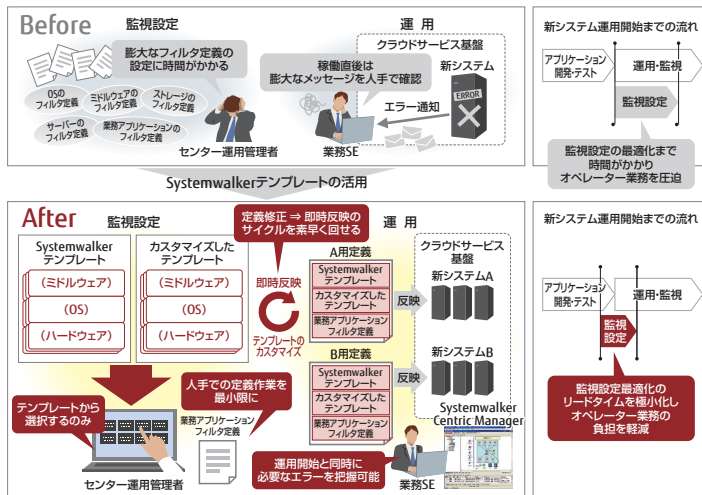 Before
監視設定
運 用
膨大なフィルタ定義の
設定に時間がかかる
OSの
フィルタ定義
ミドルウェアの
フィルタ定義
ストレージの
フィルタ定義
サーバーの
フィルタ定義
業務アプリケーションの
フィルタ定義
センター運用管理者
稼働直後は
膨大なメッセージを人手で確認
クラウドサービス基盤
新システム
ERROR
エラー通知
業務SE
新システム運用開始までの流れ
アプリケーション
開発・テスト
運用・監視
監視設定
監視設定の最適化まで
時間がかかり
オペレーター業務を圧迫
Systemwalkerテンプレートの活用
After
監視設定
定義修正 ⇒ 即時反映の
サイクルを素早く回せる
運 用
Systemwalker
テンプレート
(ミドルウェア)
(OS)
(ハードウェア)
カスタマイズした
テンプレート
(ミドルウェア)
(OS)
(ハードウェア)
即時反映
テンプレートの
カスタマイズ
A用定義
Systemwalker
テンプレート
カスタマイズした
テンプレート
業務アプリケーション
フィルタ定義
反映
クラウドサービス
基盤
新システムA
B用定義
Systemwalker
テンプレート
カスタマイズした
テンプレート
業務アプリケーション
フィルタ定義
反映
新システムB
テンプレートから
選択するのみ
人手での定義作業を
最小限に
業務アプリケーション
フィルタ定義
センター運用管理者
運用開始と同時に
必要なエラーを把握可能
業務SE
Systemwalker
Centric Manager
新システム運用開始までの流れ
アプリケーション
開発・テスト
運用・監視
監視
設定
監視設定最適化の
リードタイムを極小化し
オペレーター業務の
負担を軽減